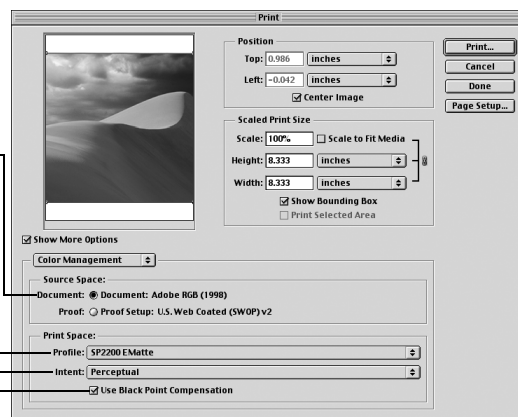 Print
Position
Top: 0.986 inches
Left: -0.042 inches
Center Image
Print...
Cancel
Done
Page Setup...
Scaled Print Size
Scale: 100% Scale to Fit Media
Height: 8.333 inches
Width: 8.333 inches
Show Bounding Box
Print Selected Area
Show More Options
Color Management
Source Space:
Document: Document: Adobe RGB (1998)
Proof: Proof Setup: U.S. Web Coated (SWOP) v2
Print Space:
Profile: SP2200 EMatte
Intent: Perceptual
Use Black Point Compensation